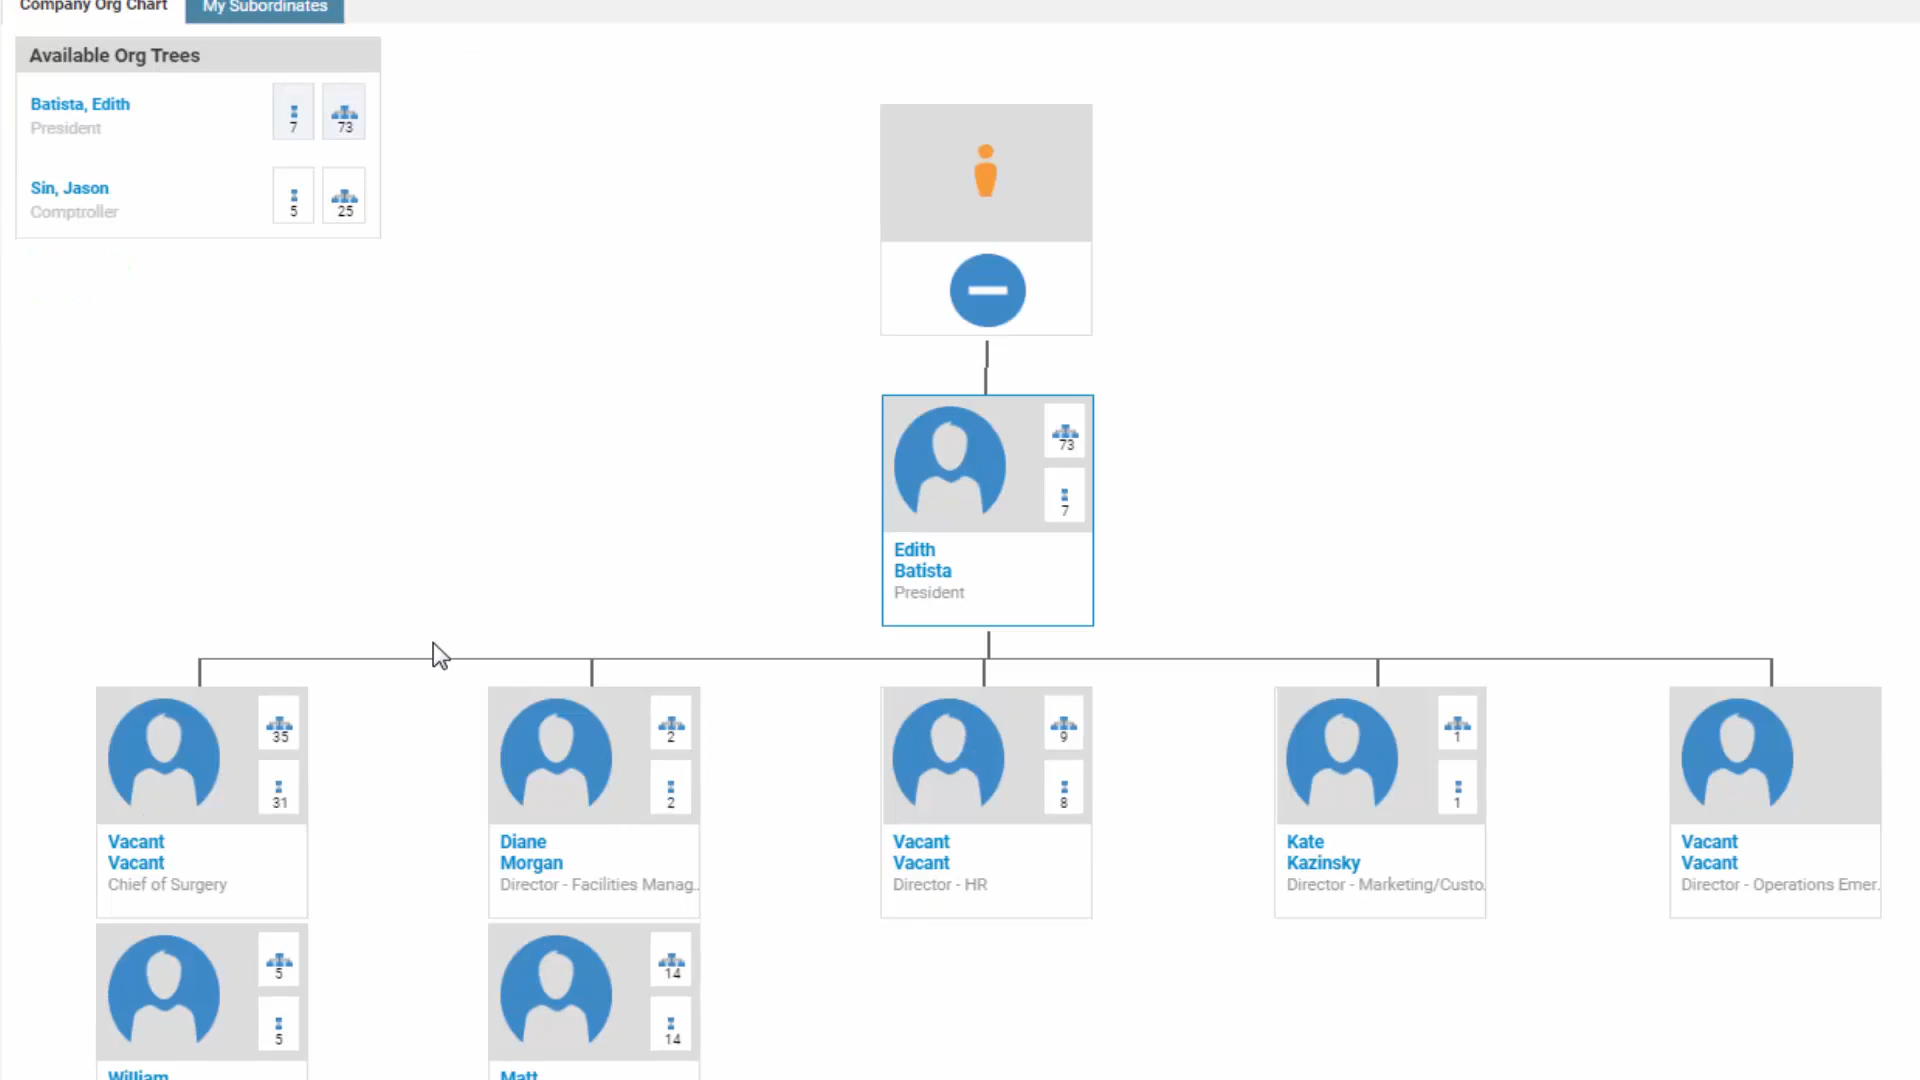 Company Org Chart
My Subordinates
Available Org Trees
Batista, Edith
President
7
73
Sin, Jason
Comptroller
5
25
73
7
Edith
Batista
President
35
31
Vacant
Vacant
Chief of Surgery
2
2
Diane
Morgan
Director - Facilities Manag..
9
8
Vacant
Vacant
Director - HR
1
1
Kate
Kazinsky
Director - Marketing/Custo.
Vacant
Vacant
Director - Operations Emer.
5
5
William
14
14
Matt